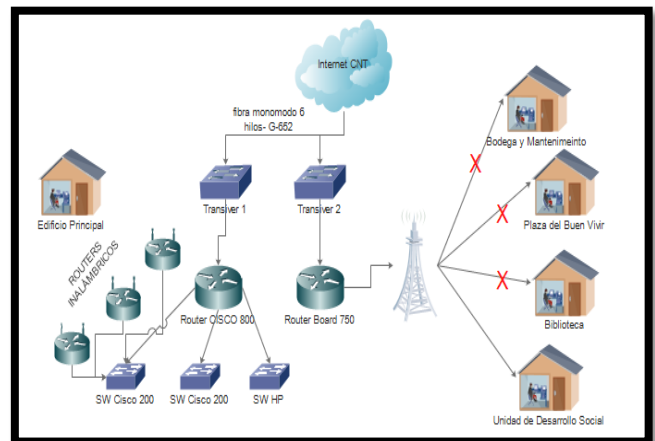 Internet CNT
fibra monomodo 6
hilos- G-652
Bodega y Mantenimeinto
Transiver 1
Transiver 2
Edificio Principal
Plaza del Buen Vivir
ROUTERS
INALÁMBRICOS
Router CISCO 800
Router Board 750
Biblioteca
SW Cisco 200
SW Cisco 200
SW HP
Unidad de Desarrollo Social